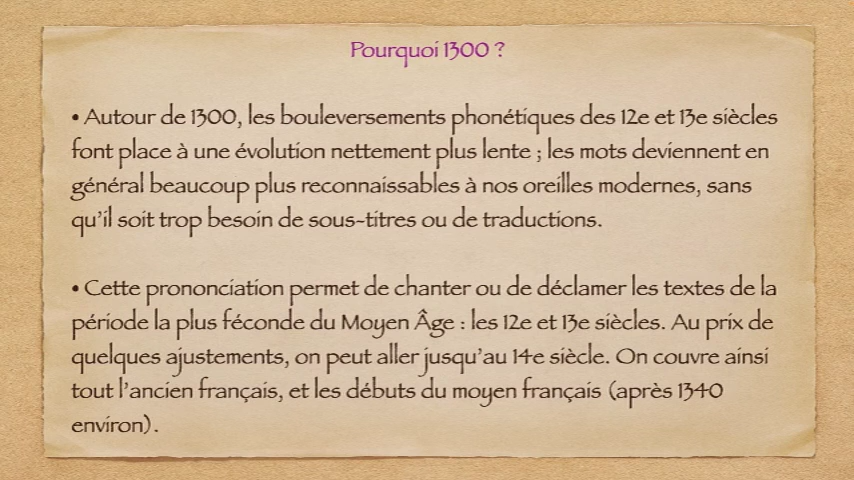 Pourquoi 1300 ?
• Autour de 1300, les bouleversements phonétiques des 12e et 13e siècles
font place à une évolution nettement plus lente ; les mots deviennent en
général beaucoup plus reconnaissables à nos oreilles modernes, sans
qu’il soit trop besoin de sous-titres ou de traductions.
• Cette prononciation permet de chanter ou de déclamer les textes de la
période la plus féconde du Moyen Âge : les 12e et 13e siècles. Au prix de
quelques ajustements, on peut aller jusqu’au 14e siècle. On couvre ainsi
tout l’ancien français, et les débuts du moyen français (après 1340
environ).